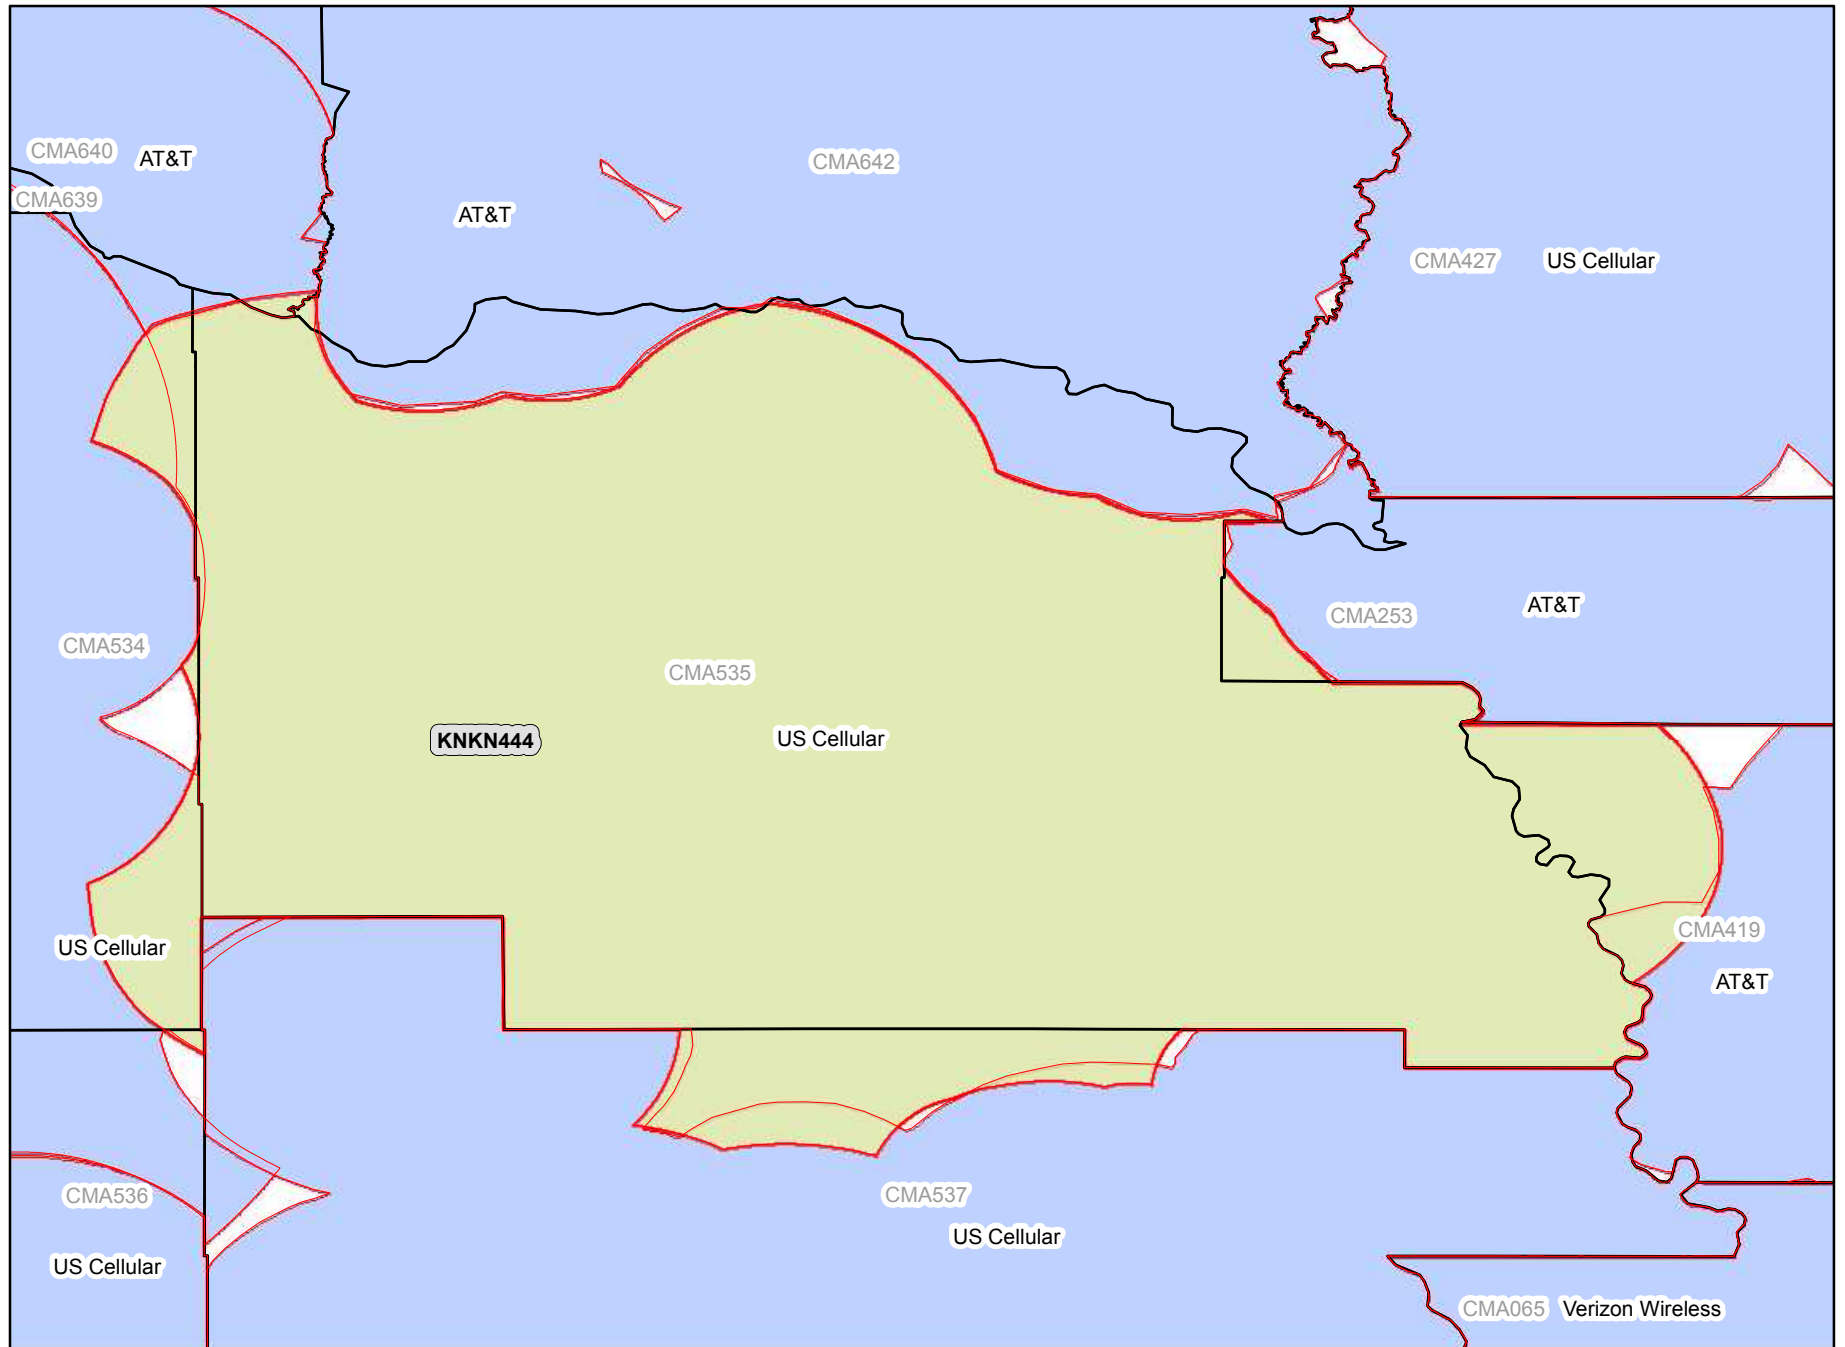 CMA640
AT&T
CMA642
CMA639
AT&T
CMA427
US Cellular
CMA253
AT&T
CMA534
CMA535
KNKN444
US Cellular
CMA419
US Cellular
AT&T
CMA536
CMA537
US Cellular
US Cellular
CMA065
Verizon Wireless